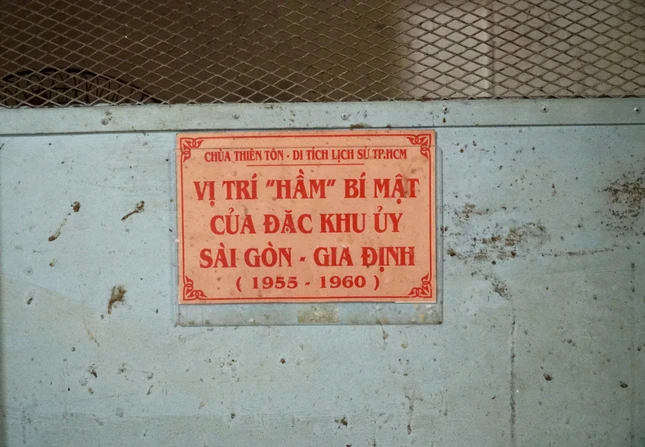 CHÙA THIÊN TÔN - DI TÍCH LỊCH SỬ TP.HCM
VỊ TRÍ "HẦM" BÍ MẬT
CỦA ĐẶC KHU ỦY
SÀI GÒN - GIA ĐỊNH
( 1955 - 1960 )